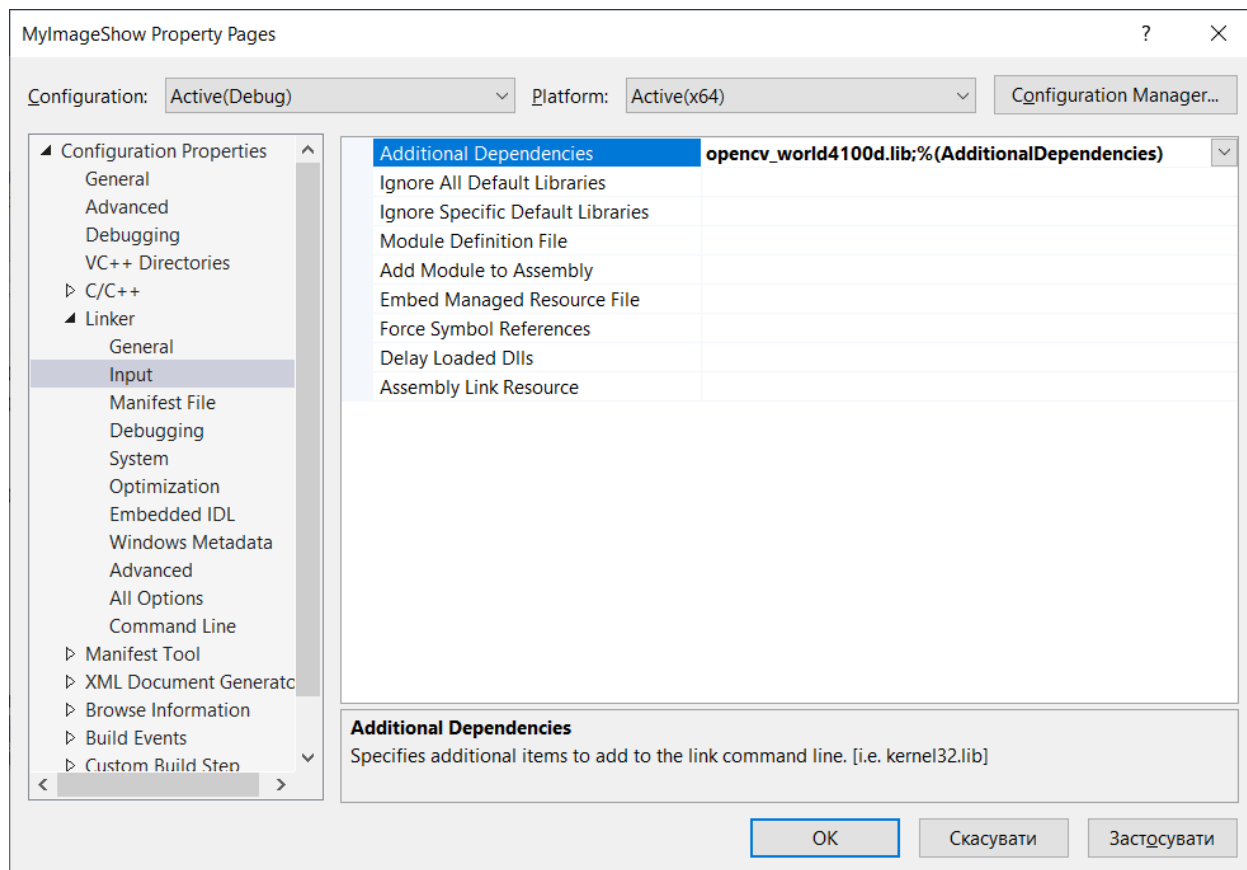 MyImageShow Property Pages
Configuration: Active(Debug) Platform: Active(x64) Configuration Manager...
Configuration Properties
General
Advanced
Debugging
VC++ Directories
C/C++
Linker
General
Input
Manifest File
Debugging
System
Optimization
Embedded IDL
Windows Metadata
Advanced
All Options
Command Line
Manifest Tool
XML Document Generato
Browse Information
Build Events
Custom Build Step
Additional Dependencies opencv_world4100d.lib;%(AdditionalDependencies)
Ignore All Default Libraries
Ignore Specific Default Libraries
Module Definition File
Add Module to Assembly
Embed Managed Resource File
Force Symbol References
Delay Loaded Dlls
Assembly Link Resource
Additional Dependencies
Specifies additional items to add to the link command line. [i.e. kernel32.lib]
OK Скасувати Застосувати